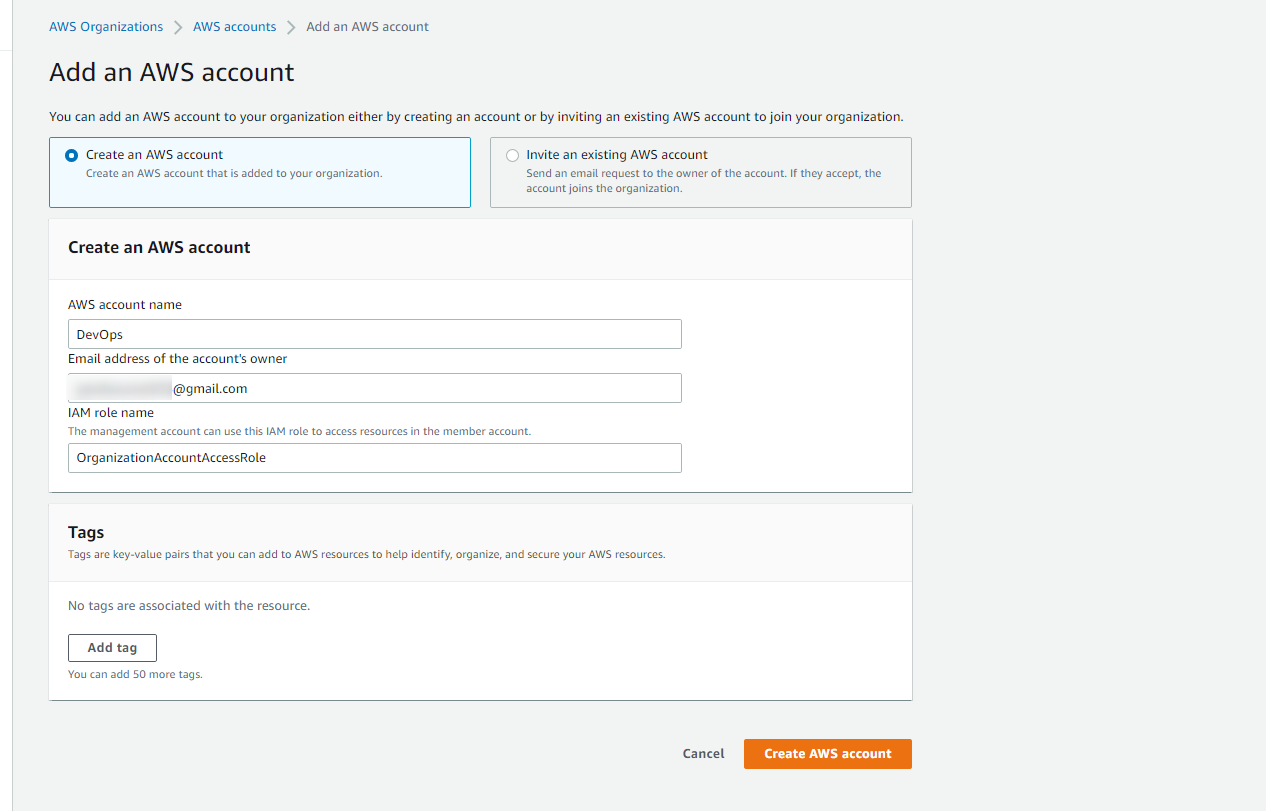 AWS Organizations > AWS accounts > Add an AWS account
Add an AWS account
You can add an AWS account to your organization either by creating an account or by inviting an existing AWS account to join your organization.
Create an AWS account
Create an AWS account that is added to your organization.
Invite an existing AWS account
Send an email request to the owner of the account. If they accept, the
account joins the organization.
Create an AWS account
AWS account name
DevOps
Email address of the account's owner
@gmail.com
IAM role name
The management account can use this IAM role to access resources in the member account.
OrganizationAccountAccessRole
Tags
Tags are key-value pairs that you can add to AWS resources to help identify, organize, and secure your AWS resources.
No tags are associated with the resource.
Add tag
You can add 50 more tags.
Cancel
Create AWS account